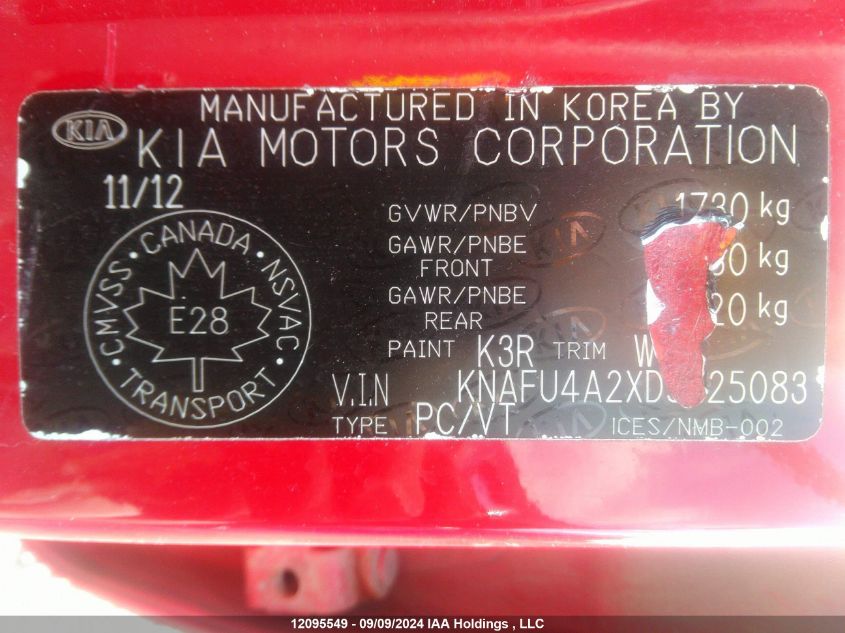 MANUFACTURED IN KOREA BY
KIA
KIA MOTORS CORPORATION
11/12
CMVSS · CANADA · NSVAC · TRANSPORT ·
E28
GVWR/PNBV 1730 kg
GAWR/PNBE FRONT kg
GAWR/PNBE REAR kg
PAINT K3R TRIM
V.I.N
TYPE PC/VT ICES/NMB-002
12095549 - 09/09/2024 IAA Holdings , LLC